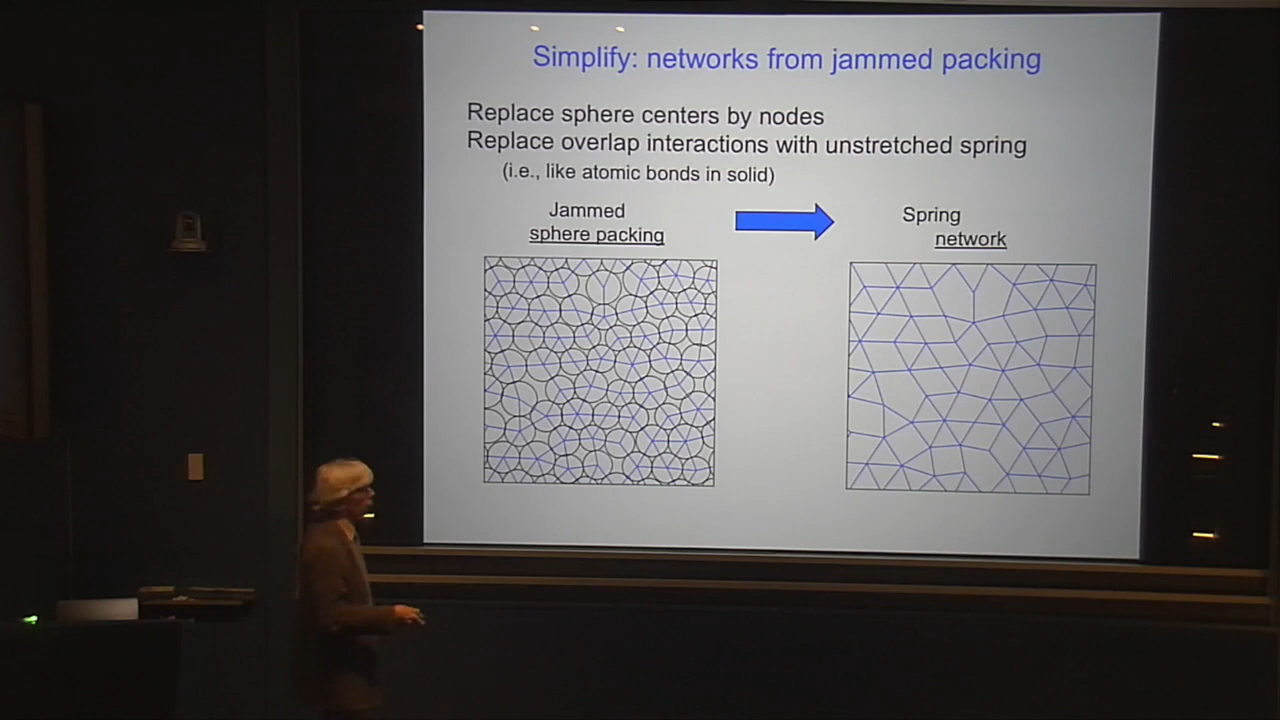 Simplify: networks from jammed packing
Replace sphere centers by nodes
Replace overlap interactions with unstretched spring
(i.e., like atomic bonds in solid)
Jammed
sphere packing
Spring
network